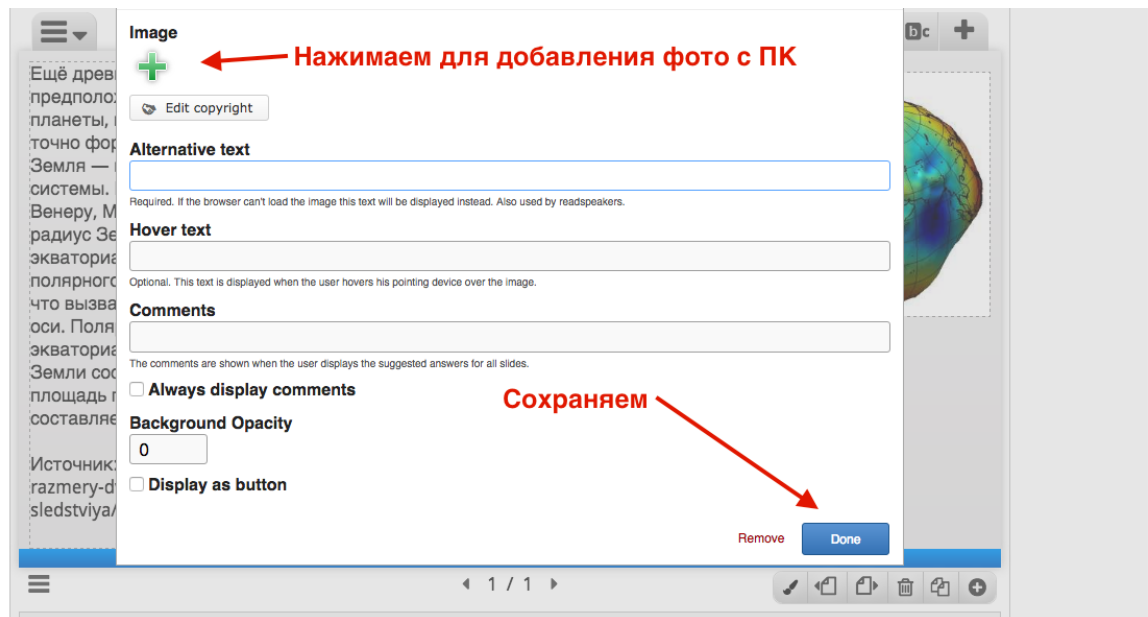 Image
Нажимаем для добавления фото с ПК
bc
Edit copyright
Alternative text
Required. If the browser can't load the image this text will be displayed instead. Also used by readspeakers.
Hover text
Optional. This text is displayed when the user hovers his pointing device over the image.
Comments
The comments are shown when the user displays the suggested answers for all slides.
Always display comments
Сохраняем
Background Opacity
0
Display as button
Remove
Done
Ещё древ
предполо
планеты,
точно фор
Земля —
системы.
Венеру, М
радиус Зе
экваториа
полярного
что вызва
оси. Поля
экваториа
Земли сос
площадь
составляе
Источник:
razmery-d
sledstviya/
1 / 1